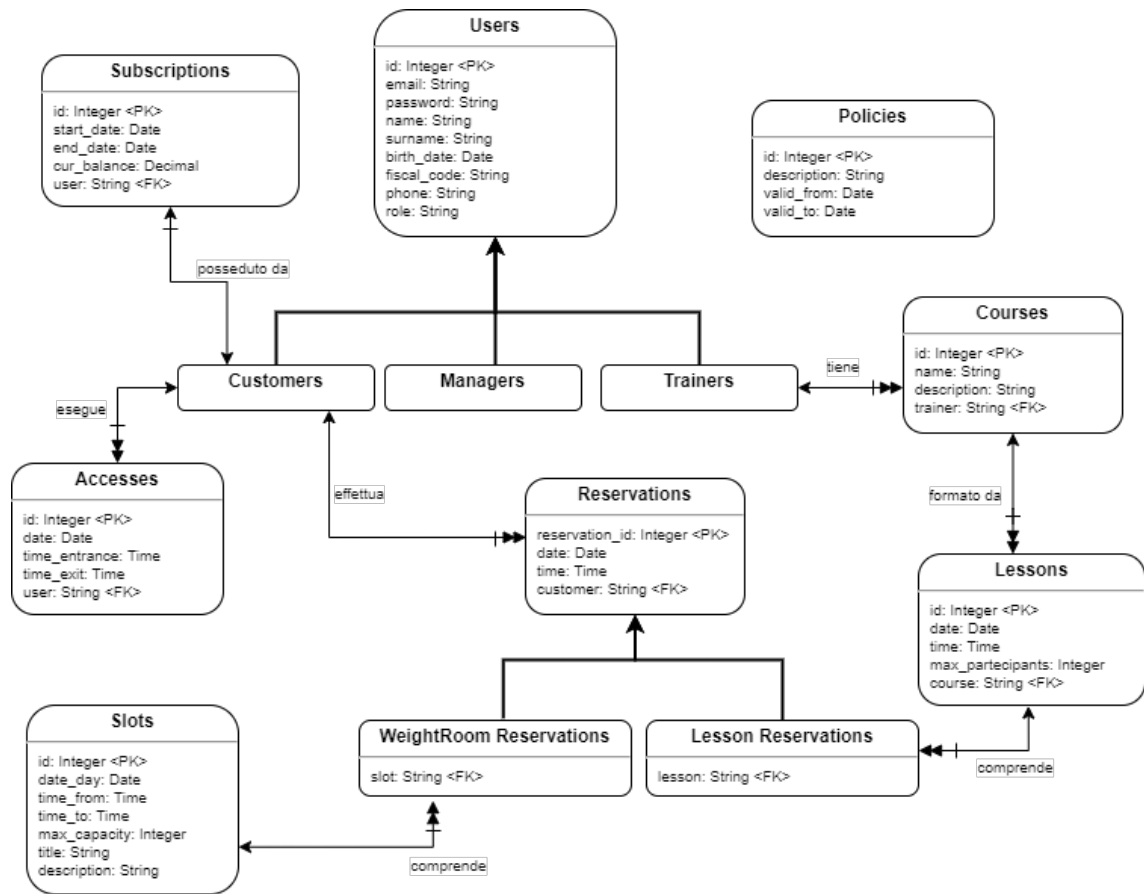 Users
id: Integer <PK>
email: String
password: String
name: String
surname: String
birth_date: Date
fiscal_code: String
phone: String
role: String
Subscriptions
id: Integer <PK>
start_date: Date
end_date: Date
cur_balance: Decimal
user: String <FK>
Policies
id: Integer <PK>
description: String
valid_from: Date
valid_to: Date
posseduto da
Customers
Managers
Trainers
tiene
Courses
id: Integer <PK>
name: String
description: String
trainer: String <FK>
esegue
Accesses
id: Integer <PK>
date: Date
time_entrance: Time
time_exit: Time
user: String <FK>
effettua
Reservations
reservation_id: Integer <PK>
date: Date
time: Time
customer: String <FK>
formato da
Lessons
id: Integer <PK>
date: Date
time: Time
max_partecipants: Integer
course: String <FK>
Slots
id: Integer <PK>
date_day: Date
time_from: Time
time_to: Time
max_capacity: Integer
title: String
description: String
WeightRoom Reservations
slot: String <FK>
Lesson Reservations
lesson: String <FK>
comprende
comprende